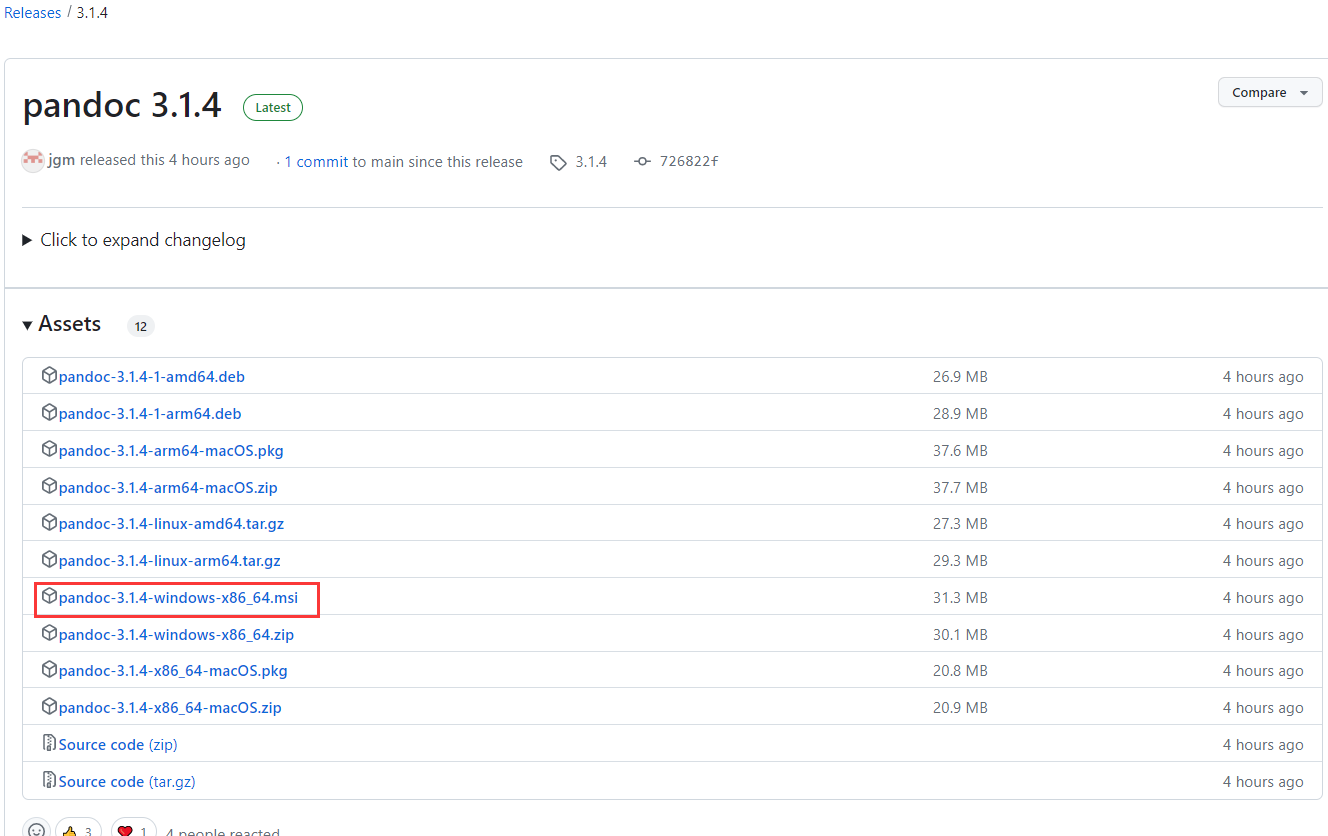 Releases / 3.1.4
pandoc 3.1.4 Latest
Compare
jgm released this 4 hours ago · 1 commit to main since this release 3.1.4 726822f
Click to expand changelog
Assets 12
pandoc-3.1.4-1-amd64.deb 26.9 MB 4 hours ago
pandoc-3.1.4-1-arm64.deb 28.9 MB 4 hours ago
pandoc-3.1.4-arm64-macOS.pkg 37.6 MB 4 hours ago
pandoc-3.1.4-arm64-macOS.zip 37.7 MB 4 hours ago
pandoc-3.1.4-linux-amd64.tar.gz 27.3 MB 4 hours ago
pandoc-3.1.4-linux-arm64.tar.gz 29.3 MB 4 hours ago
pandoc-3.1.4-windows-x86_64.msi 31.3 MB 4 hours ago
pandoc-3.1.4-windows-x86_64.zip 30.1 MB 4 hours ago
pandoc-3.1.4-x86_64-macOS.pkg 20.8 MB 4 hours ago
pandoc-3.1.4-x86_64-macOS.zip 20.9 MB 4 hours ago
Source code (zip) 4 hours ago
Source code (tar.gz) 4 hours ago
3 1 4 people reacted